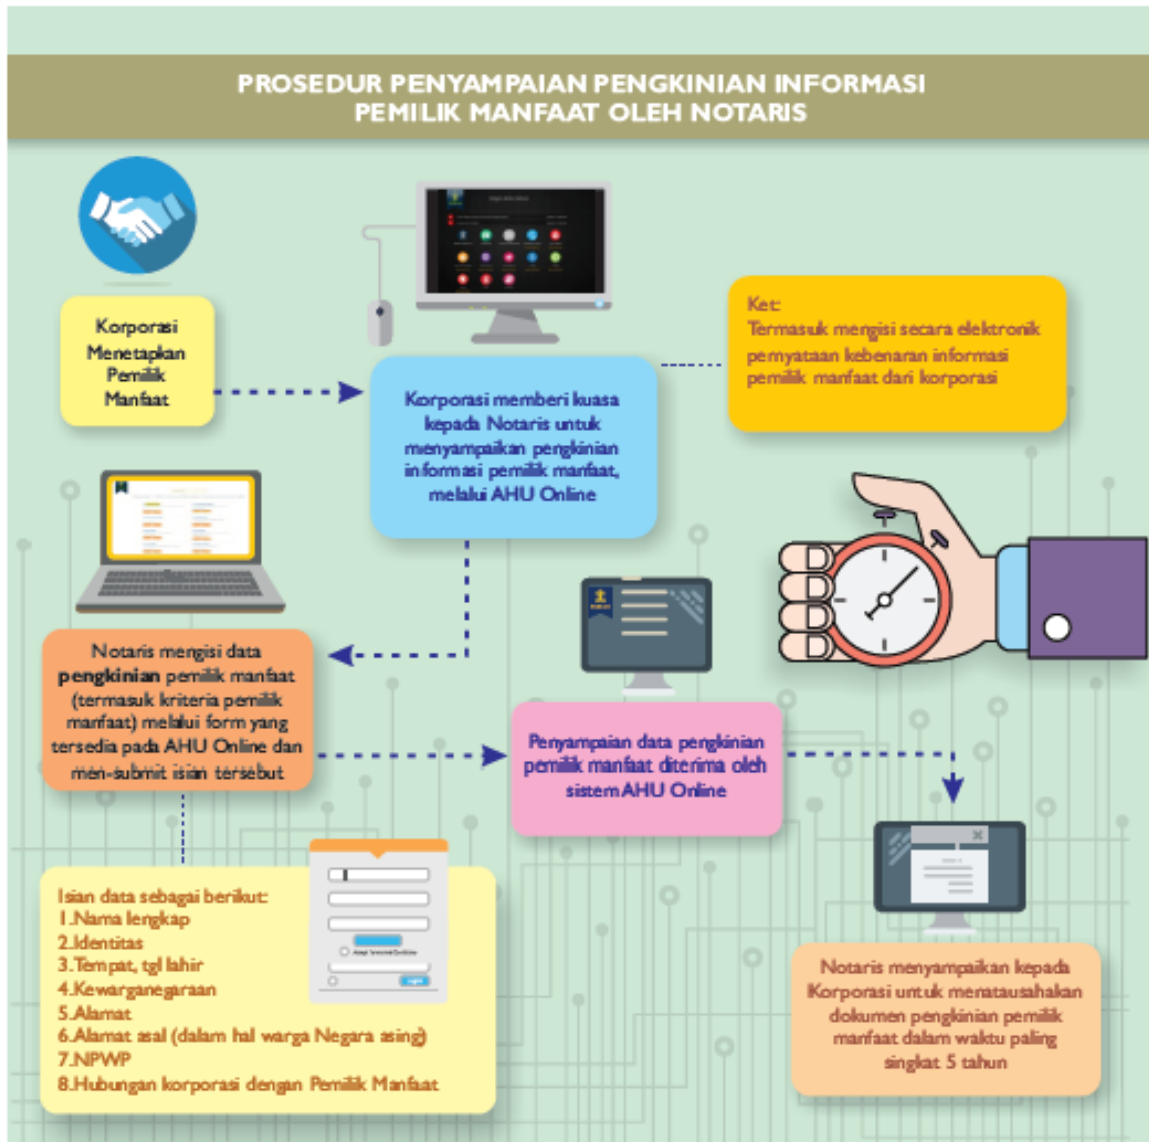 PROSEDUR PENYAMPAIAN PENGKINIAN INFORMASI
PEMILIK MANFAAT OLEH NOTARIS
Korporasi
Menetapkan
Pemilik
Manfaat
Korporasi memberi kuasa
kepada Notaris untuk
menyampaikan pengkinian
informasi pemilik manfaat,
melalui AHU Online
Ket:
Termasuk mengisi secara elektronik
pernyataan kebenaran informasi
pemilik manfaat dari korporasi
Notaris mengisi data
pengkinian pemilik manfaat
(termasuk kriteria pemilik
manfaat) melalui form yang
tersedia pada AHU Online dan
men-submit isian tersebut
Penyampaian data pengkinian
pemilik manfaat diterima oleh
sistem AHU Online
Isian data sebagai berikut:
1.Nama lengkap
2.Identitas
3.Tempat, tgl lahir
4.Kewarganegaraan
5.Alamat
6.Alamat asal (dalam hal warga Negara asing)
7.NPWP
8.Hubungan korporasi dengan Pemilik Manfaat
Notaris menyampaikan kepada
Korporasi untuk menatausahakan
dokumen pengkinian pemilik
manfaat dalam waktu paling
singkat 5 tahun